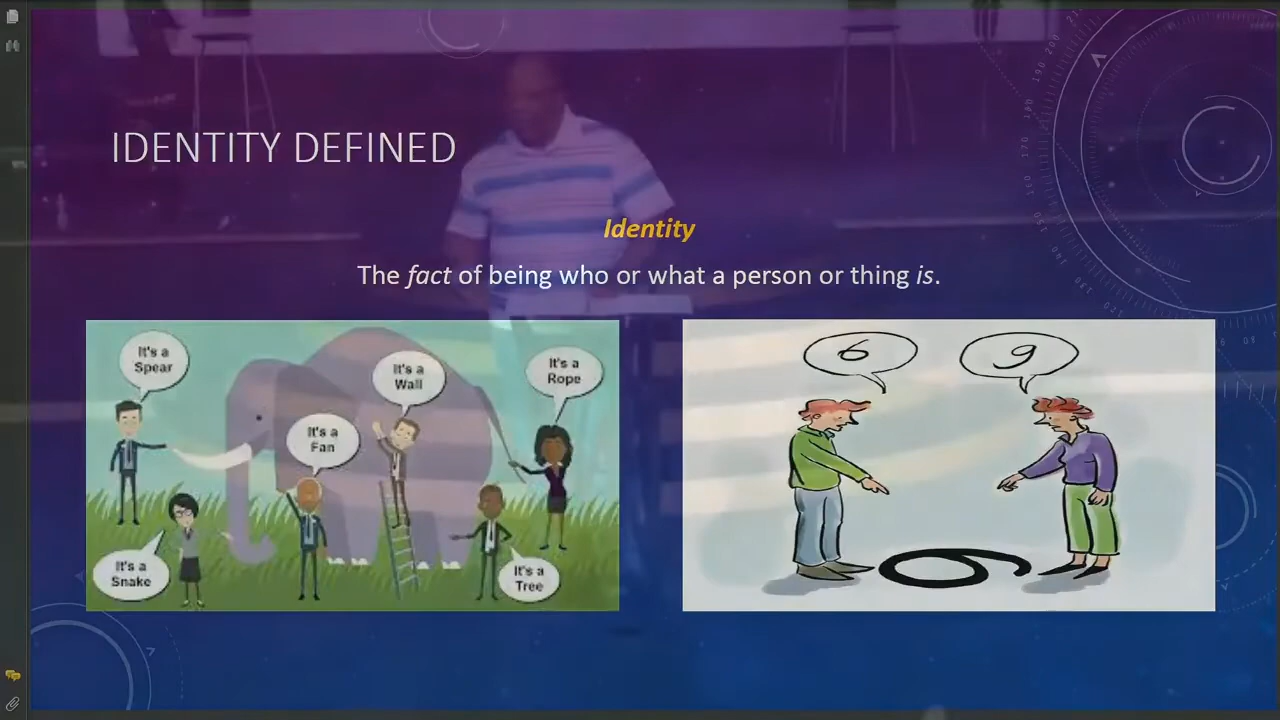 IDENTITY DEFINED
Identity
The fact of being who or what a person or thing is.
It's a
Spear
It's a
Wall
It's a
Rope
It's a
Fan
It's a
Snake
It's a
Tree
6
9
6